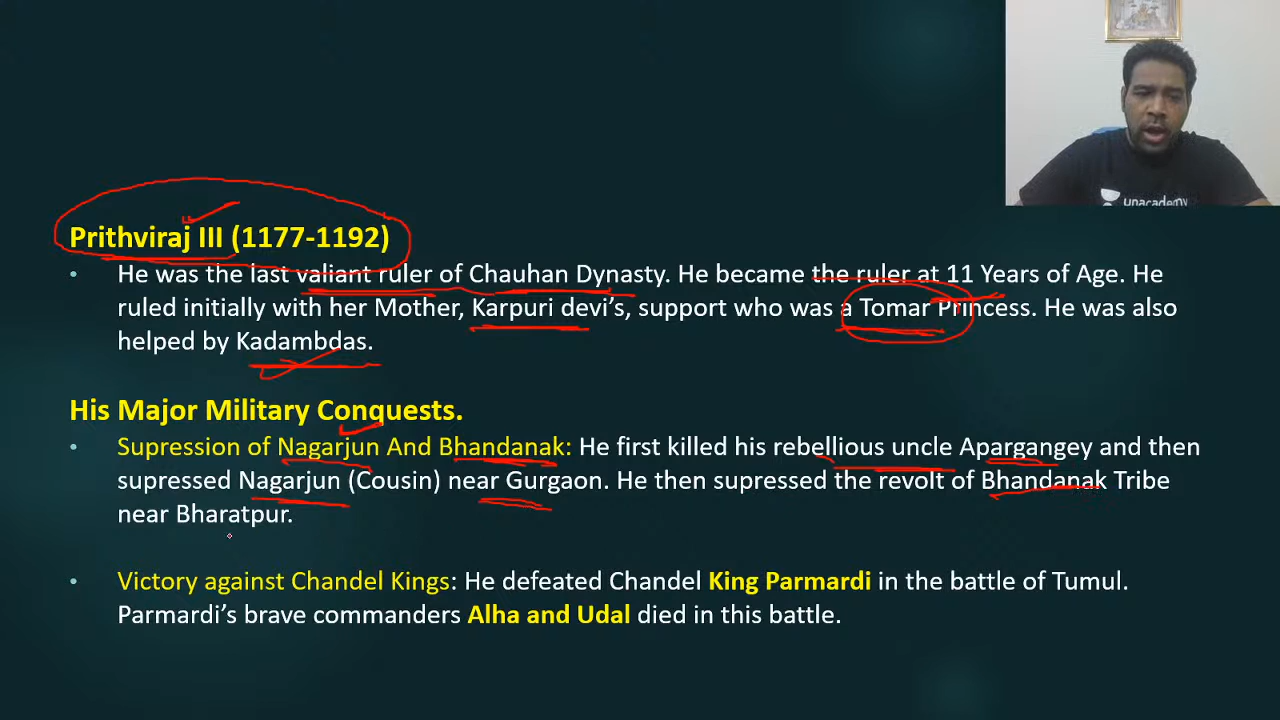 unacademy
Prithviraj III (1177-1192)
• He was the last valiant ruler of Chauhan Dynasty. He became the ruler at 11 Years of Age. He
ruled initially with her Mother, Karpuri devi’s, support who was a Tomar Princess. He was also
helped by Kadambdas.
His Major Military Conquests.
• Supression of Nagarjun And Bhandanak: He first killed his rebellious uncle Apargangey and then
supressed Nagarjun (Cousin) near Gurgaon. He then supressed the revolt of Bhandanak Tribe
near Bharatpur.
• Victory against Chandel Kings: He defeated Chandel King Parmardi in the battle of Tumul.
Parmardi’s brave commanders Alha and Udal died in this battle.